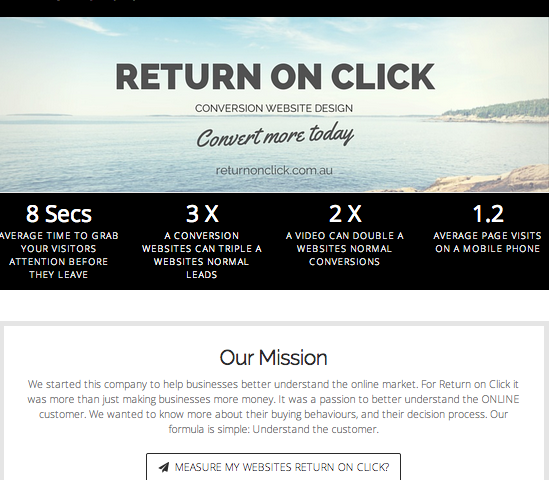 RETURN ON CLICK
CONVERSION WEBSITE DESIGN
Convert more today
returnonclick.com.au
8 Secs
AVERAGE TIME TO GRAB
YOUR VISITORS
ATTENTION BEFORE
THEY LEAVE
3 X
A CONVERSION
WEBSITES CAN TRIPLE A
WEBSITES NORMAL
LEADS
2 X
A VIDEO CAN DOUBLE A
WEBSITES NORMAL
CONVERSIONS
1.2
AVERAGE PAGE VISITS
ON A MOBILE PHONE
Our Mission
We started this company to help businesses better understand the online market. For Return on Click it
was more than just making businesses more money. It was a passion to better understand the ONLINE
customer. We wanted to know more about their buying behaviours, and their decision process. Our
formula is simple: Understand the customer.
MEASURE MY WEBSITES RETURN ON CLICK?